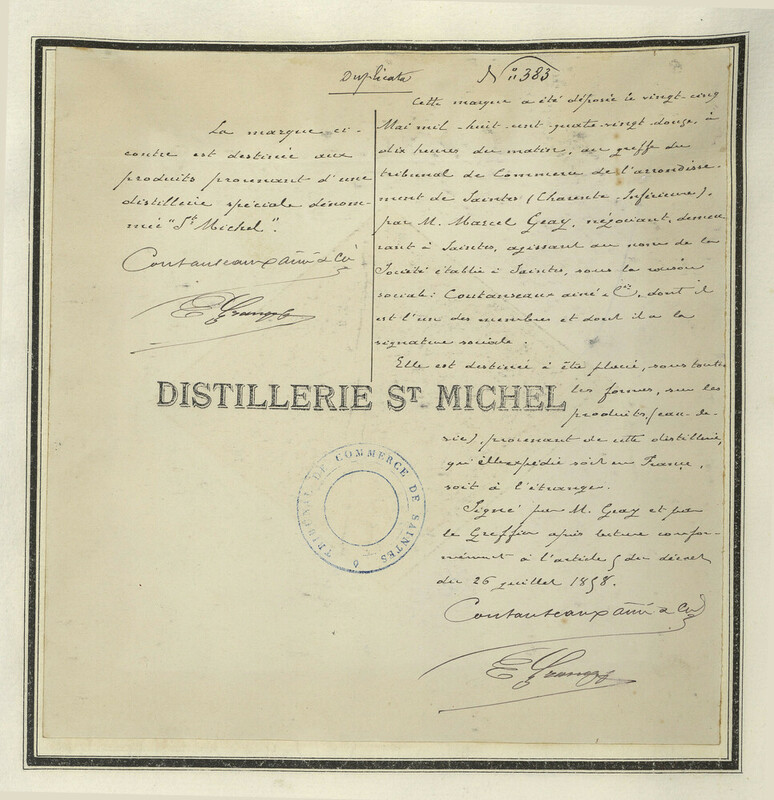 Duplicata
N° 383
La marque ci-
contre est destinée aux
produits provenant d'une
distillerie spéciale dénom-
mée "St Michel".
Coutanseaux ainé & Cie
Cette marque a été déposée le vingt-cinq
Mai mil-huit-cent-quatre-vingt-douze, à
dix heures du matin, au greffe du
tribunal de Commerce de l'arrondisse-
ment de Saintes (Charente-Inférieure),
par M. Marcel Geay, négociant, demeu
rant à Saintes, agissant au nom de la
Société établie à Saintes, sous la raison
sociale: Coutanseaux ainé & Cie, dont il
est l'un des membres et dont il a la
signature sociale.
Elle est destinée à être placé, sous toutes
les formes, sur les
produits, (eau-de-
vie), provenant de cette distillerie,
qu'elle expédie soit en France,
soit à l'étranger.
Signé par M. Geay et par
le Greffier après lecture confor-
mément à l'article 5 du décret
du 26 juillet 1858.
Coutanseaux ainé & Cie
DISTILLERIE ST MICHEL
TRIBUNAL DE COMMERCE DE SAINTES